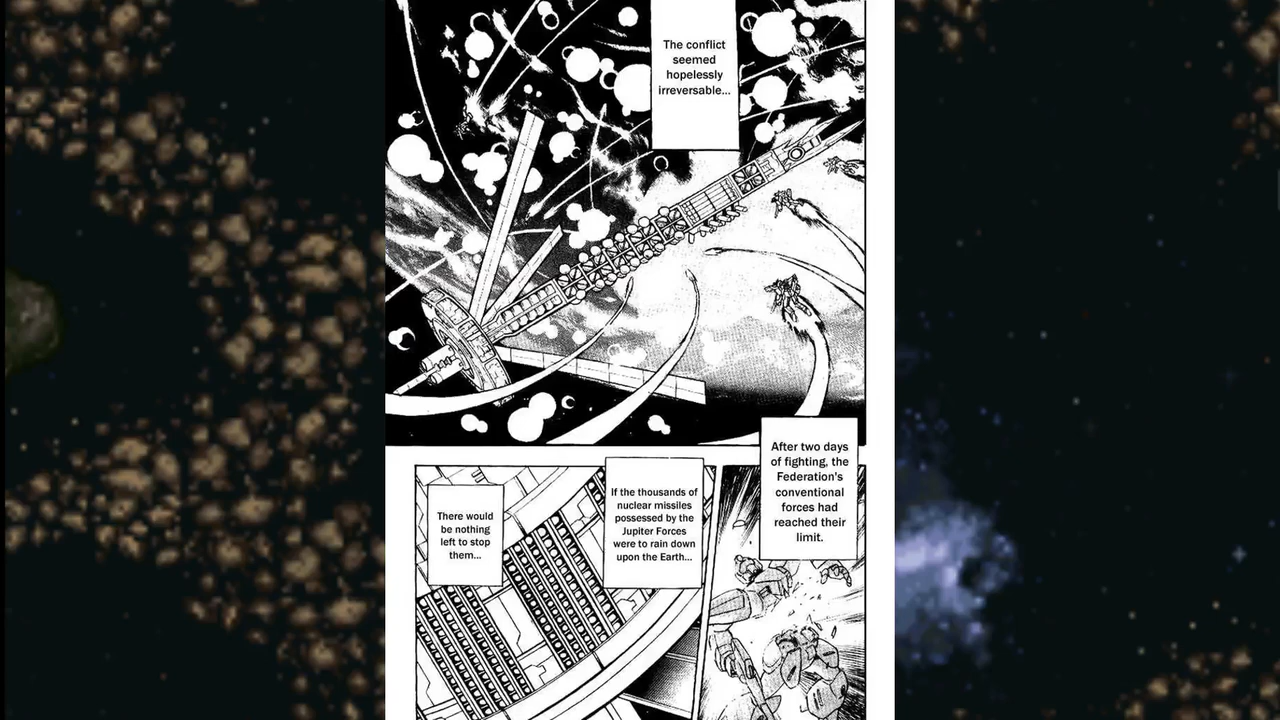 The conflict
seemed
hopelessly
irreversable...
After two days
of fighting, the
Federation's
conventional
forces had
reached their
limit.
If the thousands of
nuclear missiles
possessed by the
Jupiter Forces
were to rain down
upon the Earth...
There would
be nothing
left to stop
them...